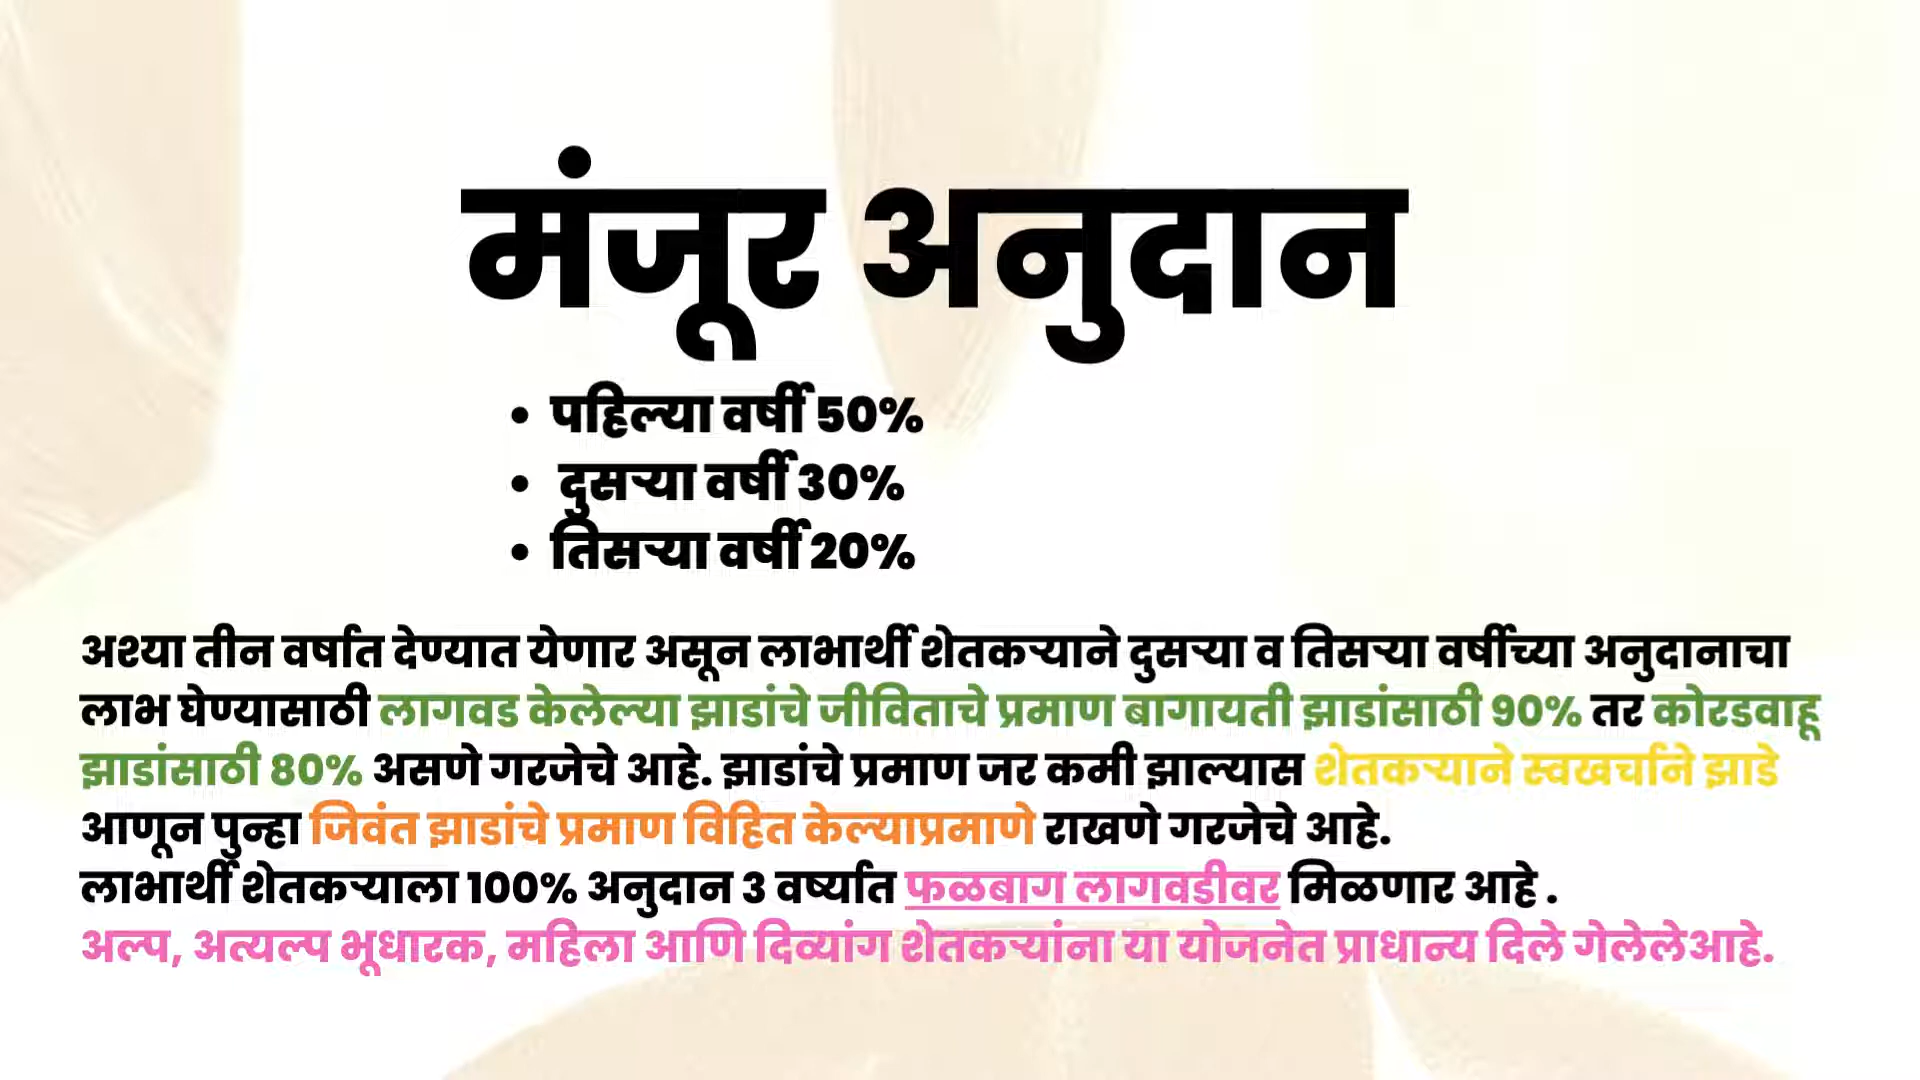 मंजूर अनुदान
• पहिल्या वर्षी 50%
• दुसऱ्या वर्षी 30%
• तिसऱ्या वर्षी 20%
अश्या तीन वर्षात देण्यात येणार असून लाभार्थी शेतकऱ्याने दुसऱ्या व तिसऱ्या वर्षीच्या अनुदानाचा
लाभ घेण्यासाठी लागवड केलेल्या झाडांचे जीविताचे प्रमाण बागायती झाडांसाठी 90% तर कोरडवाहू
झाडांसाठी 80% असणे गरजेचे आहे. झाडांचे प्रमाण जर कमी झाल्यास शेतकऱ्याने स्वखर्चाने झाडे
आणून पुन्हा जिवंत झाडांचे प्रमाण विहित केल्याप्रमाणे राखणे गरजेचे आहे.
लाभार्थी शेतकऱ्याला 100% अनुदान 3 वर्ष्यात फळबाग लागवडीवर मिळणार आहे .
अल्प, अत्यल्प भूधारक, महिला आणि दिव्यांग शेतकऱ्यांना या योजनेत प्राधान्य दिले गेलेलेआहे.